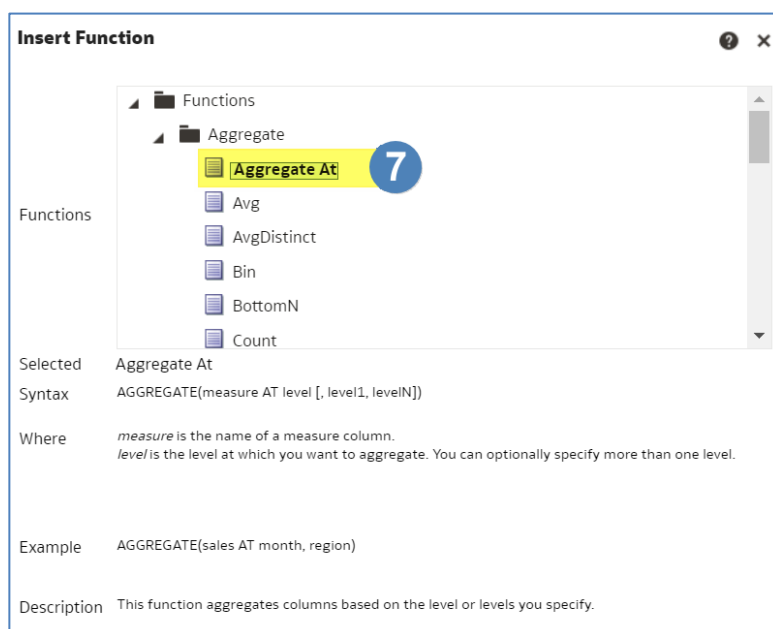 Insert Function
Functions
Aggregate
Aggregate At
7
Avg
Functions
AvgDistinct
Bin
BottomN
Count
Selected Aggregate At
Syntax AGGREGATE(measure AT level [, level1, levelN])
Where measure is the name of a measure column.
level is the level at which you want to aggregate. You can optionally specify more than one level.
Example AGGREGATE(sales AT month, region)
Description This function aggregates columns based on the level or levels you specify.